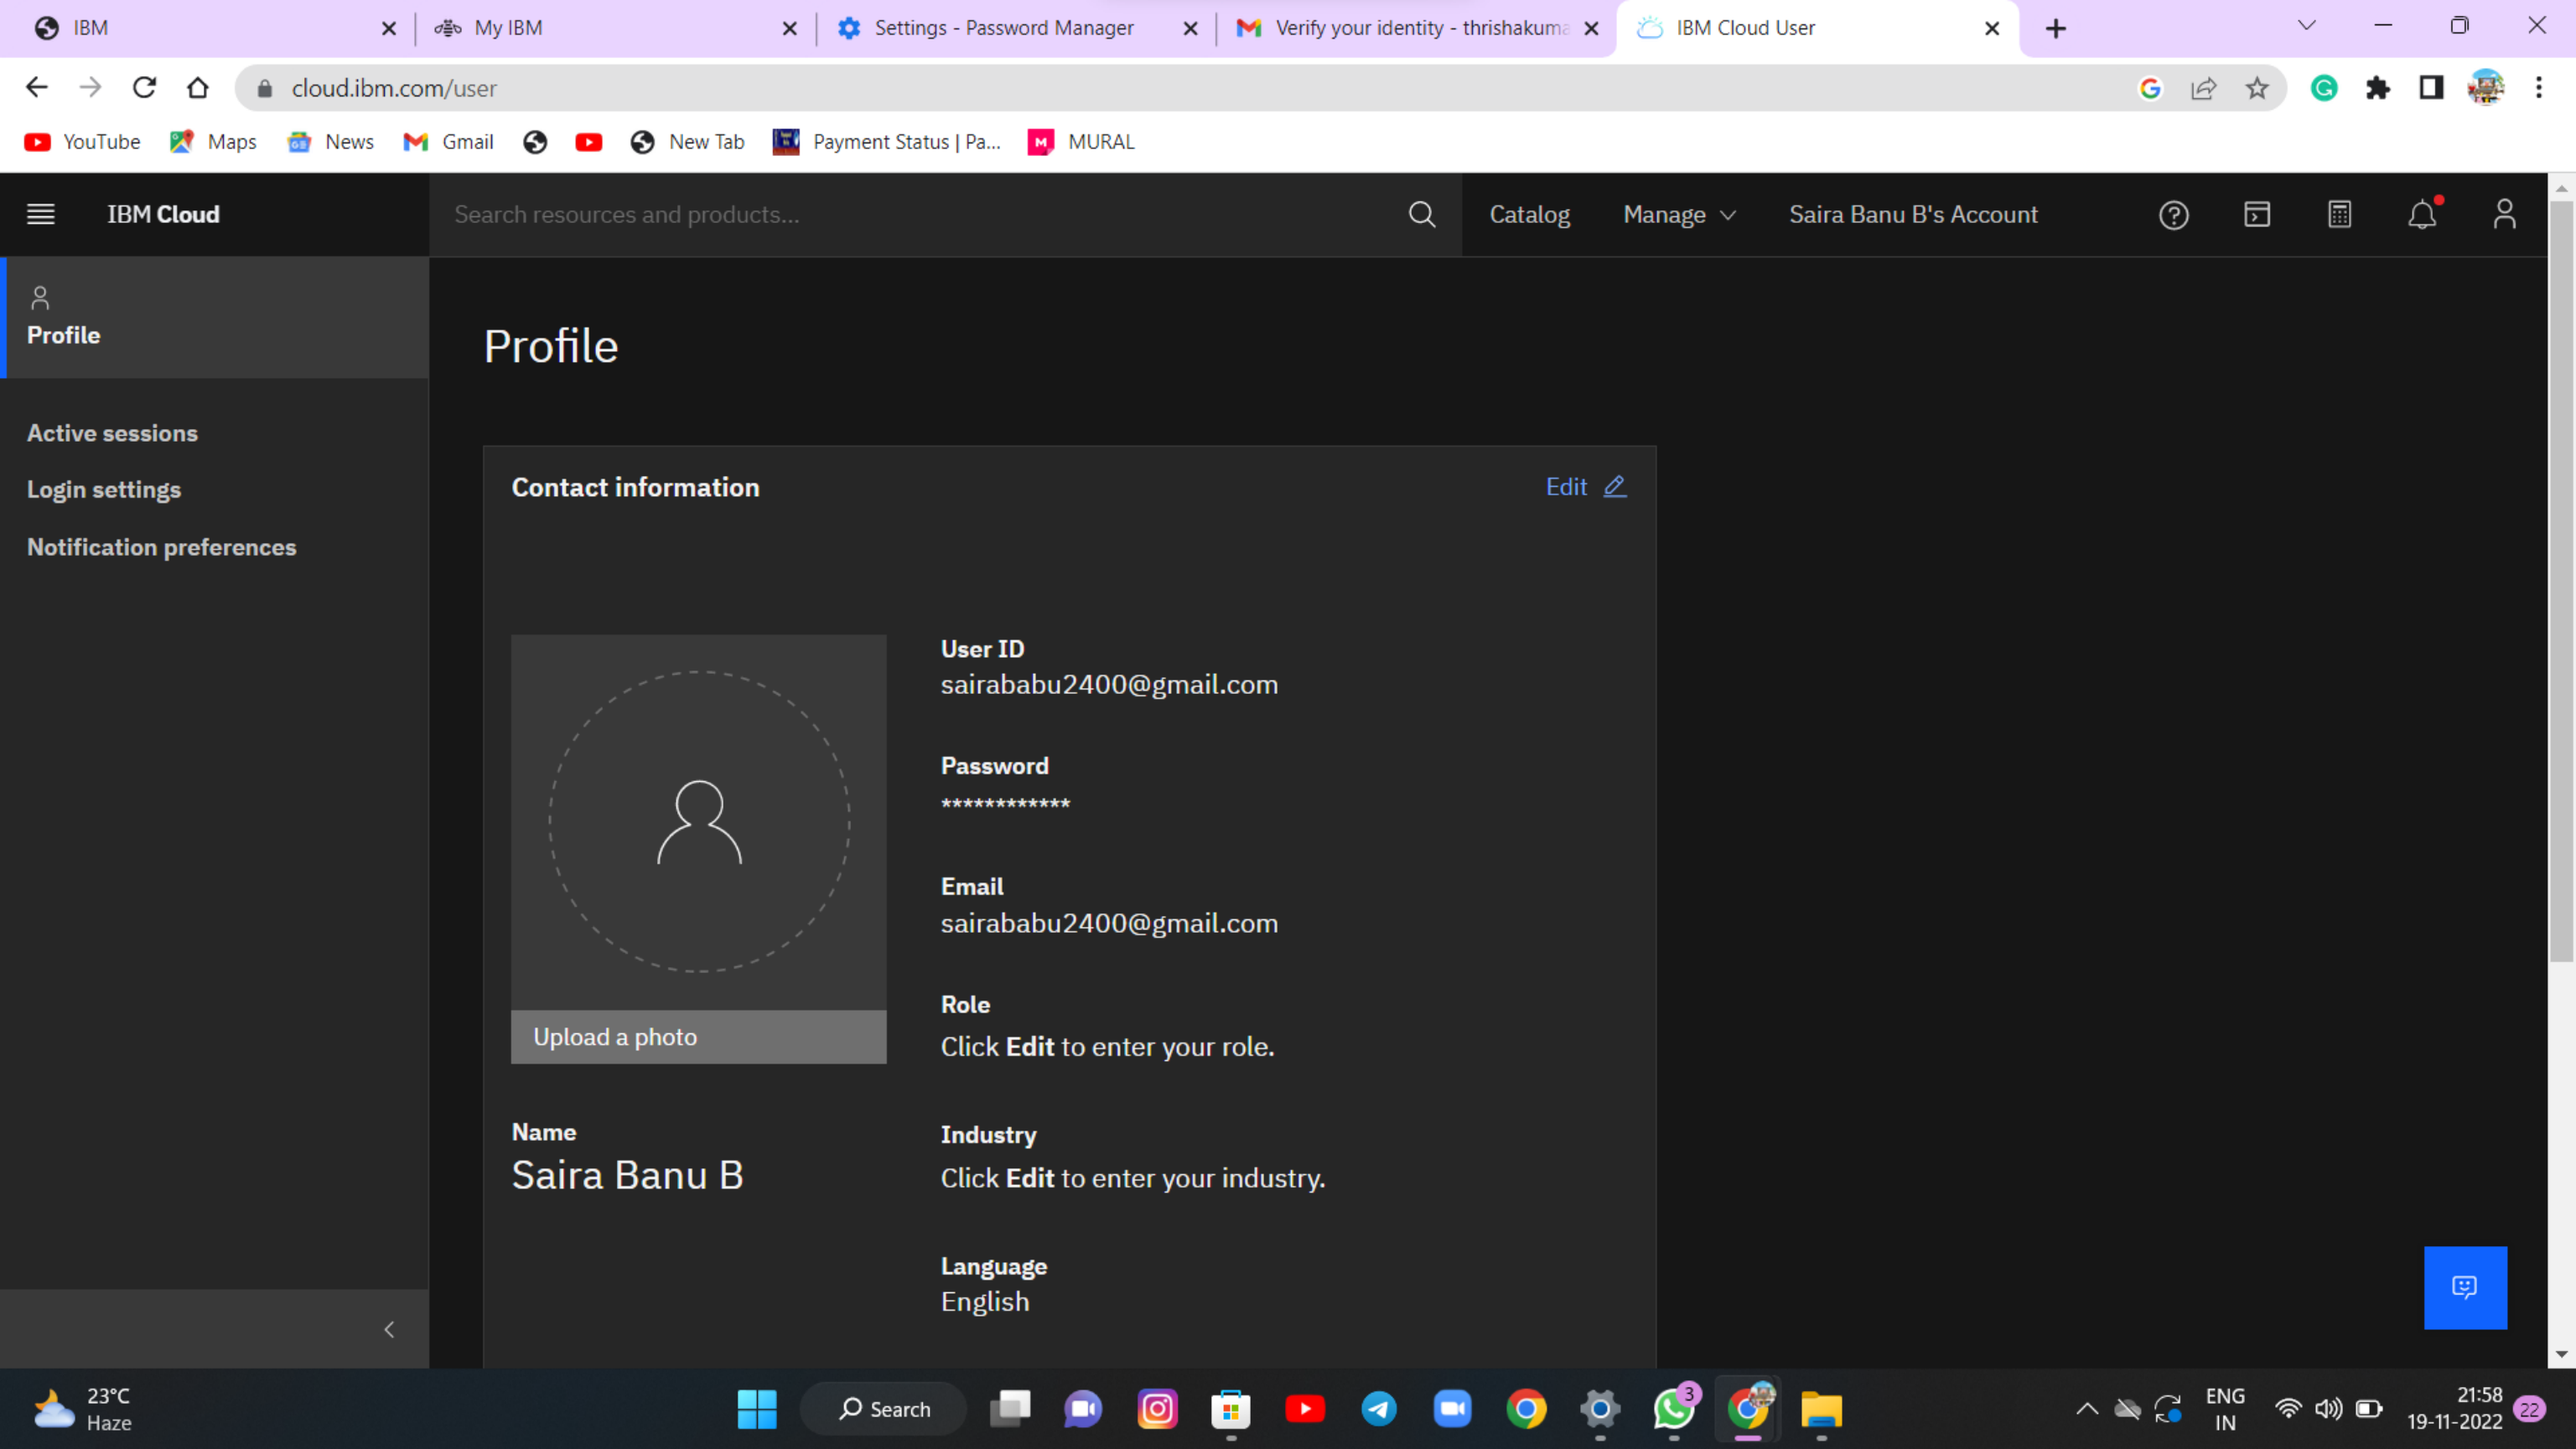 IBM
My IBM
Settings - Password Manager
Verify your identity - thrishakuma
IBM Cloud User
cloud.ibm.com/user
YouTube
Maps
News
Gmail
New Tab
Payment Status | Pa...
MURAL
IBM Cloud
Search resources and products...
Catalog
Manage
Saira Banu B's Account
Profile
Active sessions
Login settings
Notification preferences
Profile
Contact information
Edit
User ID
sairababu2400@gmail.com
Password
************
Email
sairababu2400@gmail.com
Role
Click Edit to enter your role.
Upload a photo
Name
Saira Banu B
Industry
Click Edit to enter your industry.
Language
English
23°C
Haze
Search
3
ENG
IN
21:58
19-11-2022
22